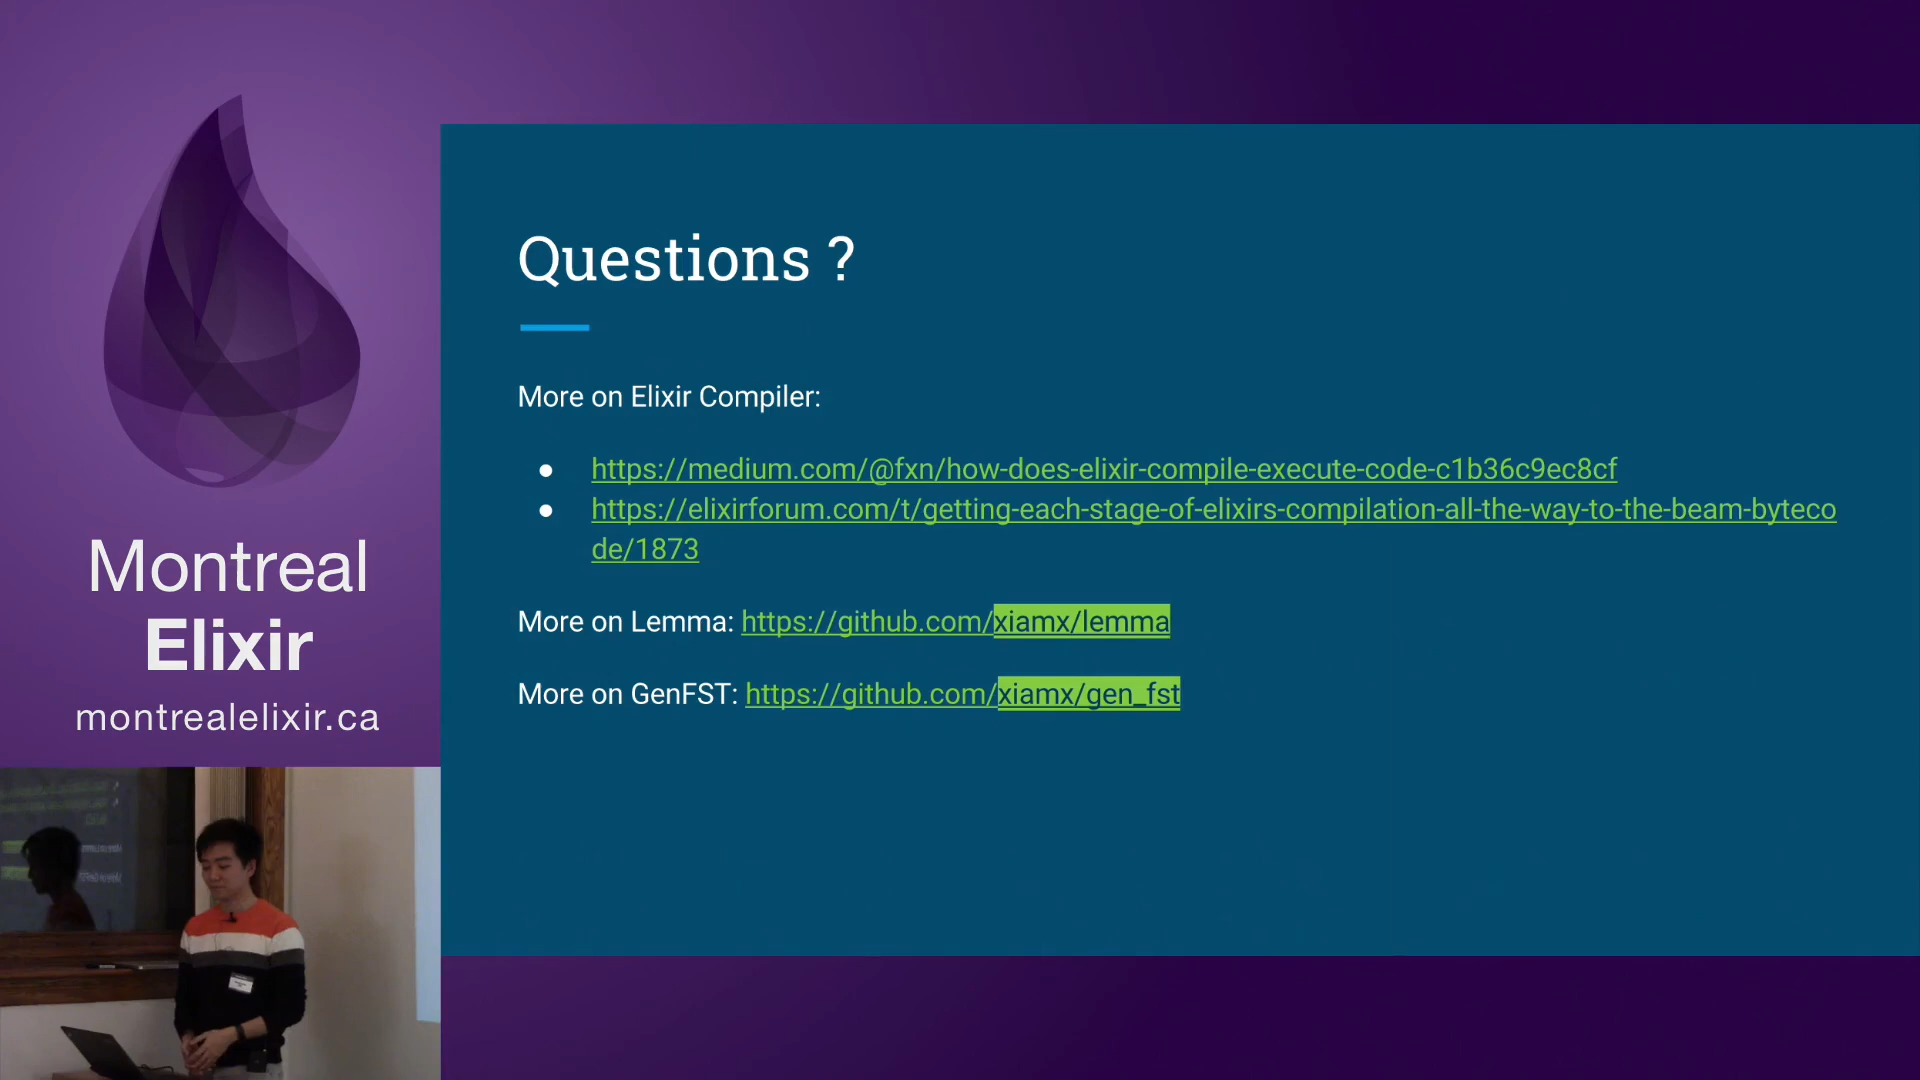 Montreal
Elixir
montrealelixir.ca
Questions ?
More on Elixir Compiler:
● https://medium.com/@fxn/how-does-elixir-compile-execute-code-c1b36c9ec8cf
● https://elixirforum.com/t/getting-each-stage-of-elixirs-compilation-all-the-way-to-the-beam-byteco
de/1873
More on Lemma: https://github.com/xiamx/lemma
More on GenFST: https://github.com/xiamx/gen_fst